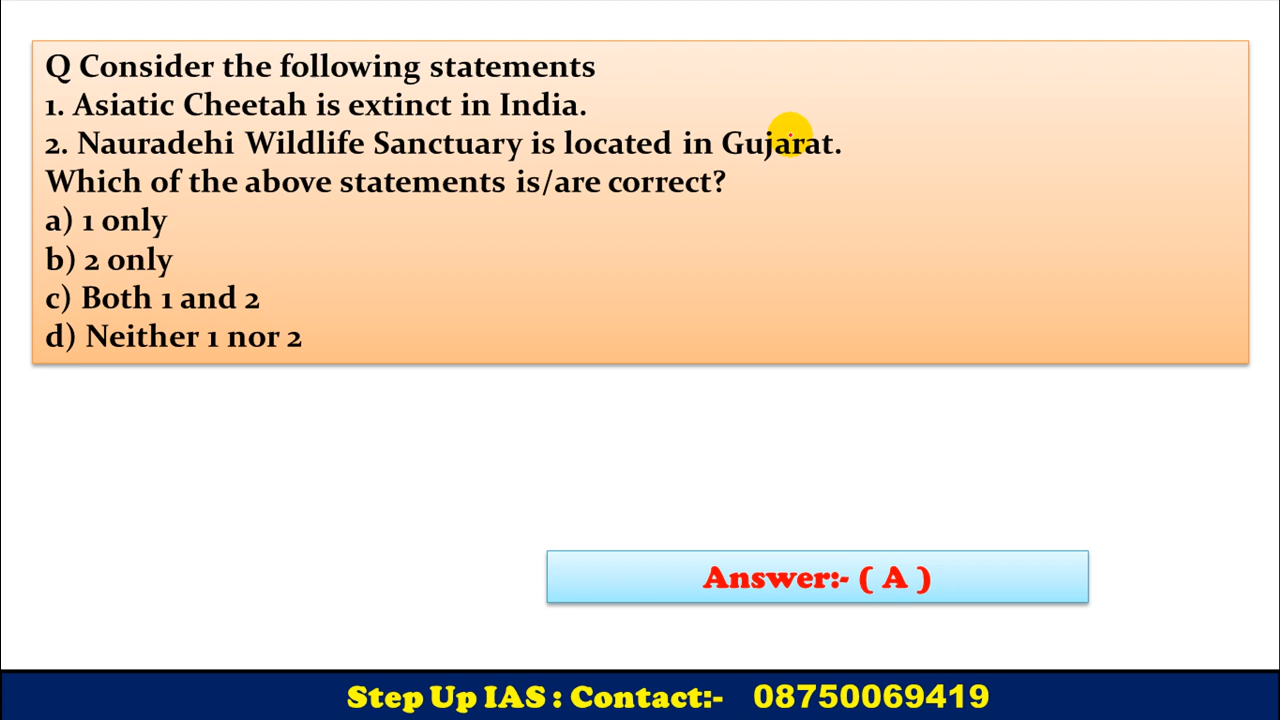 Q Consider the following statements
1. Asiatic Cheetah is extinct in India.
2. Nauradehi Wildlife Sanctuary is located in Gujarat.
Which of the above statements is/are correct?
a) 1 only
b) 2 only
c) Both 1 and 2
d) Neither 1 nor 2
Answer:- ( A )
Step Up IAS : Contact:- 08750069419